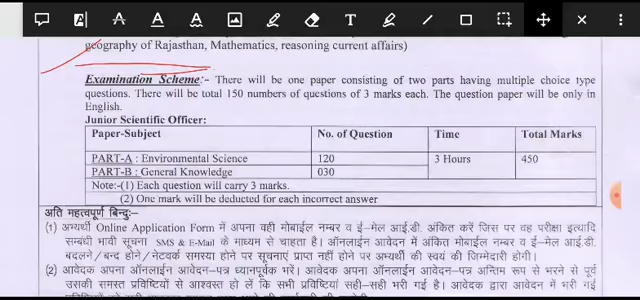 geography of Rajasthan, Mathematics, reasoning current affairs)
Examination Scheme:- There will be one paper consisting of two parts having multiple choice type
questions. There will be total 150 numbers of questions of 3 marks each. The question paper will be only in
English.
Junior Scientific Officer:
Paper-Subject No. of Question Time Total Marks
PART-A : Environmental Science 120 3 Hours 450
PART-B : General Knowledge 030
Note:-(1) Each question will carry 3 marks.
(2) One mark will be deducted for each incorrect answer
अति महत्वपूर्ण बिन्दुः-
(1) अभ्यर्थी Online Application Form में अपना वही मोबाईल नम्बर व ई-मेल आई.डी. अंकित करें जिस पर वह परीक्षा इत्यादि
सम्बंधी भावी सूचना SMS & E-Mail के माध्यम से चाहता है। ऑनलाईन आवेदन में अंकित मोबाईल नम्बर व ई-मेल आई.डी.
बदलने/बन्द होने/नेटवर्क समस्या होने पर सूचनाएं प्राप्त नहीं होने पर अभ्यर्थी की स्वयं की जिम्मेदारी होगी।
(2) आवेदक अपना ऑनलाईन आवेदन-पत्र ध्यानपूर्वक भरें। आवेदक अपना ऑनलाईन आवेदन-पत्र अन्तिम रूप से भरने से पूर्व
उसकी समस्त प्रविष्टियों से आश्वस्त हो लें कि सभी प्रविष्टियां सही-सही भरी गई है। आवेदक द्वारा आवेदन में भरी गई